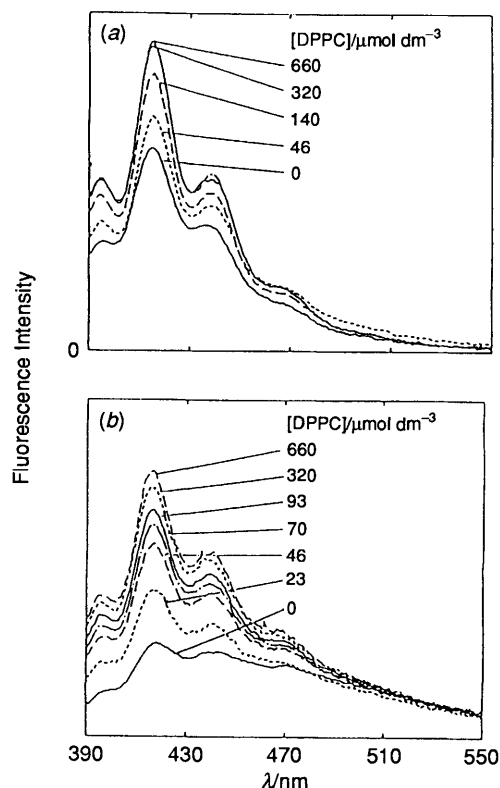 (a)
[DPPC]/μmol dm⁻³
660
320
140
46
0
0
Fluorescence Intensity
(b)
[DPPC]/μmol dm⁻³
660
320
93
70
46
23
0
390 430 470 510 550
λ/nm